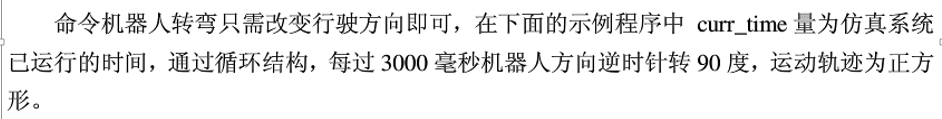 命令机器人转弯只需改变行驶方向即可，在下面的示例程序中 curr_time 量为仿真系统
已运行的时间，通过循环结构，每过 3000 毫秒机器人方向逆时针转 90 度，运动轨迹为正方
形。